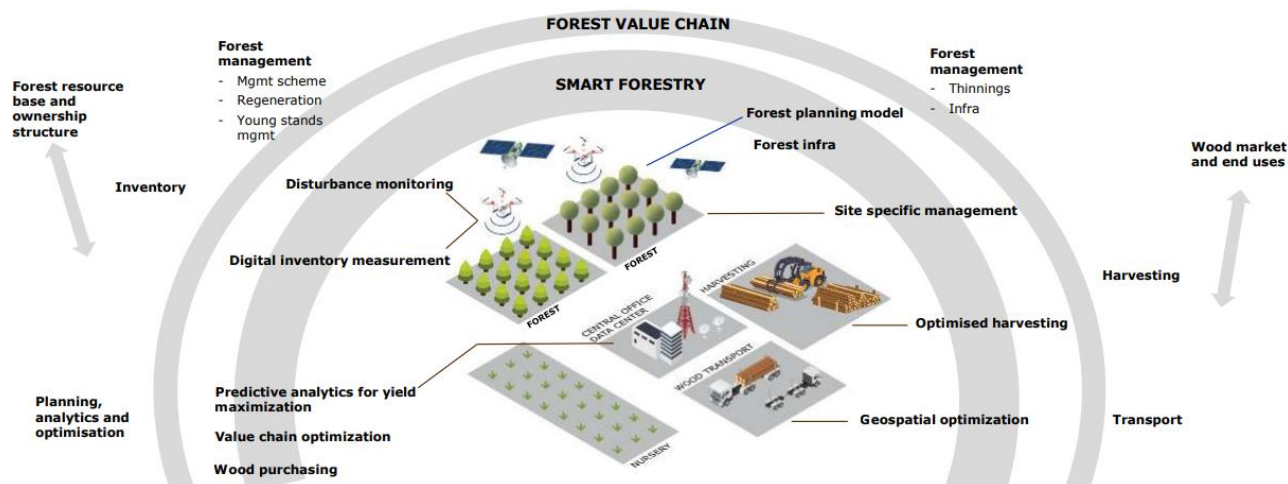 FOREST VALUE CHAIN
SMART FORESTRY
Forest
management
- Mgmt scheme
- Regeneration
- Young stands
mgmt
Forest
management
- Thinnings
- Infra
Forest resource
base and
ownership
structure
Inventory
Wood market
and end uses
Forest planning model
Forest infra
Disturbance monitoring
Site specific management
Digital inventory measurement
FOREST
FOREST
HARVESTING
Harvesting
CENTRAL OFFICE
DATA CENTER
Optimised harvesting
WOOD TRANSPORT
Planning,
analytics and
optimisation
Predictive analytics for yield
maximization
Value chain optimization
Wood purchasing
Geospatial optimization
Transport
NURSERY